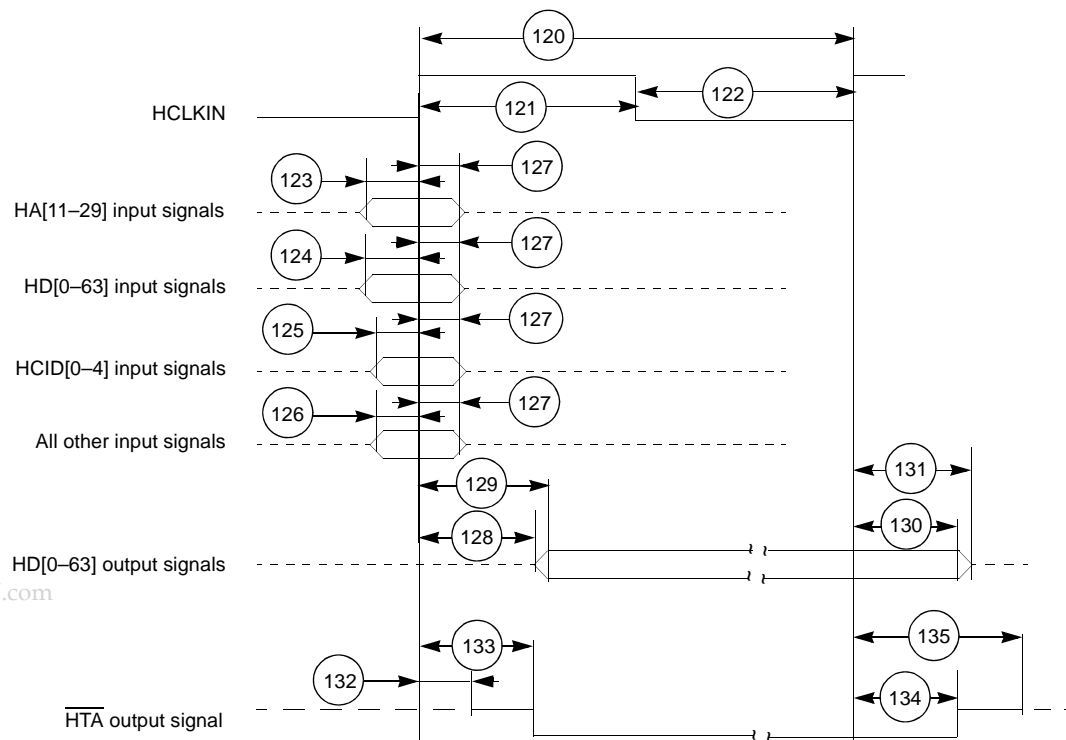 120
122
HCLKIN
121
127
123
HA[11–29] input signals
127
124
HD[0–63] input signals
127
125
HCID[0–4] input signals
127
126
All other input signals
131
129
130
128
HD[0–63] output signals
.com
135
133
132
134
HTA output signal